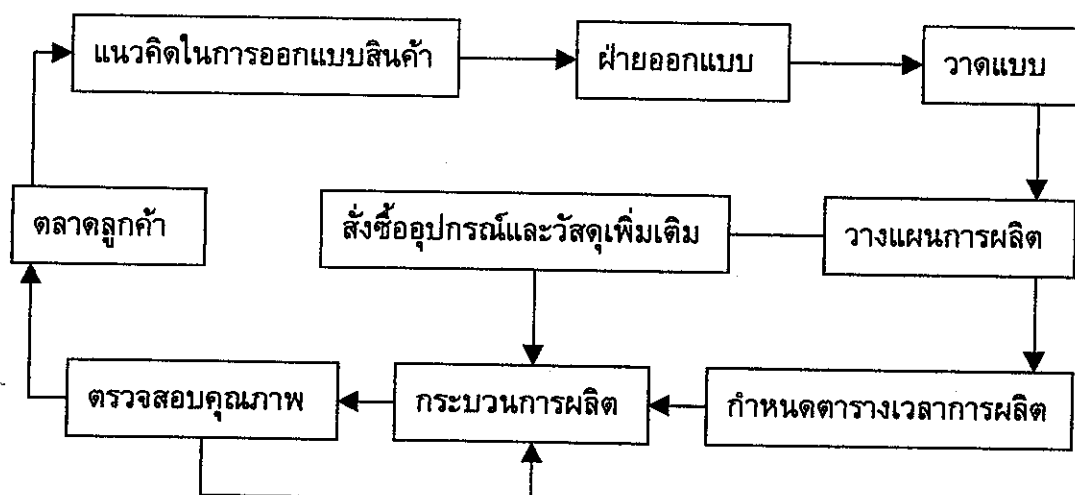 แนวคิดในการออกแบบสินค้า
ฝ่ายออกแบบ
วาดแบบ
ตลาดลูกค้า
สั่งซื้ออุปกรณ์และวัสดุเพิ่มเติม
วางแผนการผลิต
ตรวจสอบคุณภาพ
กระบวนการผลิต
กำหนดตารางเวลาการผลิต